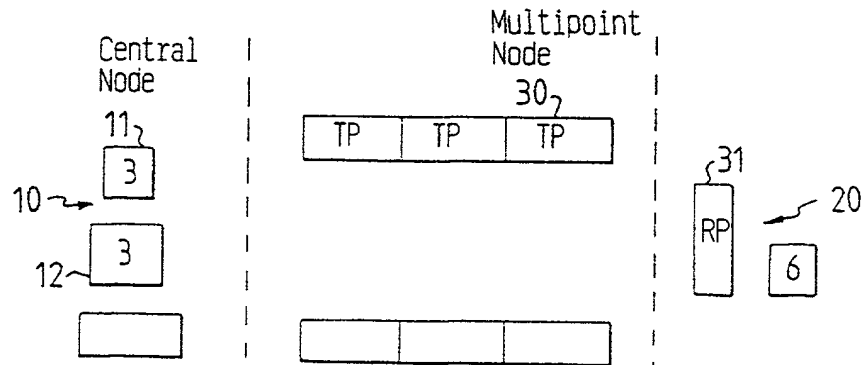 Central
Node
Multipoint
Node
30
11
TP TP TP
3
31
10
20
RP
3
6
12